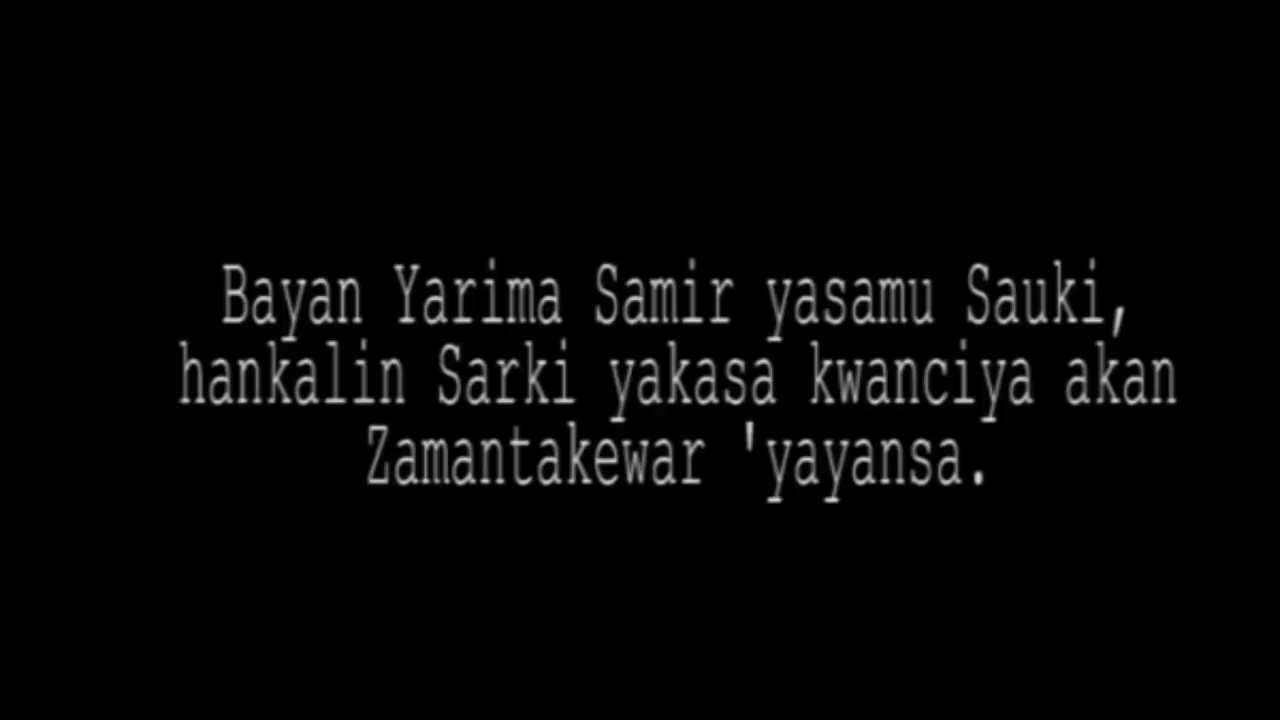 Bayan Yarima Samir yasamu Sauki,
hankalin Sarki yakasa kwanciya akan
Zamantakewar 'yayansa.